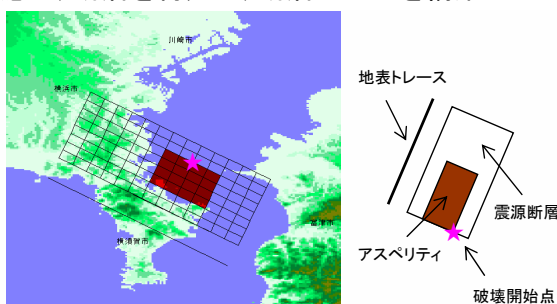 川崎市
横浜市
横須賀市
富津市
地表トレース
震源断層
アスペリティ
破壊開始点